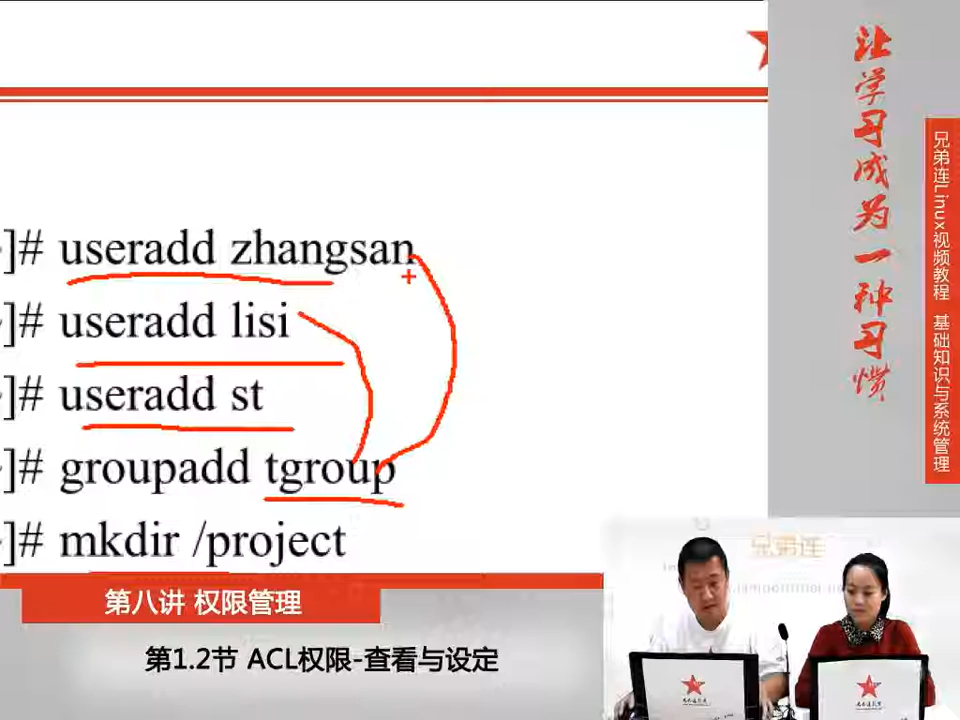 ~]# useradd zhangsan
~]# useradd lisi
~]# useradd st
~]# groupadd tgroup
~]# mkdir /project
第八讲 权限管理
第1.2节 ACL权限-查看与设定
让学习成为一种习惯
兄弟连Linux视频教程 基础知识与系统管理
兄弟连